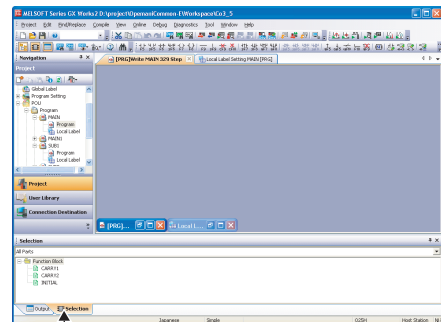 MELSOFT Series GX Works2 D:\project\Opeman\Common-E\Workspace\Co3_5
Project Edit Find/Replace Compile View Online Debug Diagnostics Tool Window Help
Navigation
[PRG]Write MAIN 329 Step
Local Label Setting MAIN [PRG]
Project
Global Label
Program Setting
POU
Program
MAIN
Program
Local Label
MAIN1
SUB1
Program
Local Label
Project
User Library
Connection Destination
[PRG]...
Local L...
Selection
All Parts
Function Block
CARRY1
CARRY2
INITIAL
Output
Selection
Japanese
Simple
Q25H
Host Station